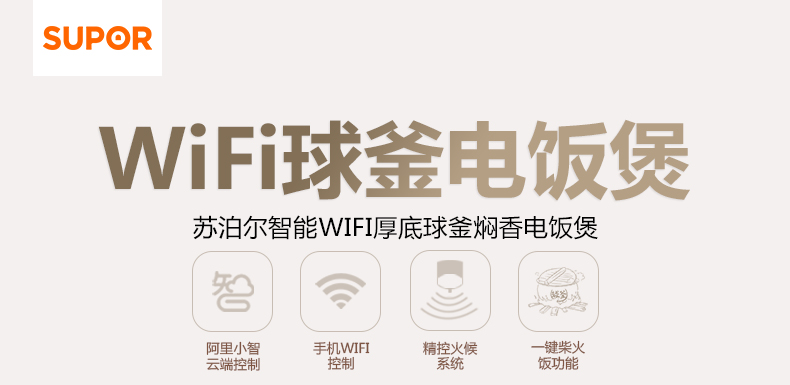 SUPOR
WiFi球釜电饭煲
苏泊尔智能WIFI厚底球釜焖香电饭煲
智
阿里小智
云端控制
手机WIFI
控制
精控火候
系统
一键柴火
饭功能